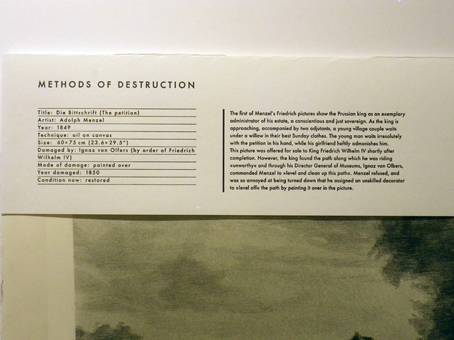 METHODS OF DESTRUCTION
Title: Die Bittschrift (The petition)
Artist: Adolph Menzel
Year: 1849
Technique: oil on canvas
Size: 60×75 cm (23.6×29.5")
Damaged by: Ignaz von Olfers (by order of Friedrich
Wilhelm IV)
Mode of damage: painted over
Year damaged: 1850
Condition now: restored
The first of Menzel's Friedrich pictures show the Prussian king as an exemplary
administrator of his estate, a conscientious and just sovereign. As the king is
approaching, accompanied by two adjutants, a young village couple waits
under a willow in their best Sunday clothes. The young man waits irresolutely
with the petition in his hand, while his girlfriend heftily admonishes him.
This picture was offered for sale to King Friedrich Wilhelm IV shortly after
completion. However, the king found the path along which he was riding
»unworthy« and through his Director General of Museums, Ignaz von Olfers,
commanded Menzel to »level and clean up this path«. Menzel refused, and
was so annoyed at being turned down that he assigned an unskilled decorator
to »level off« the path by painting it over in the picture.